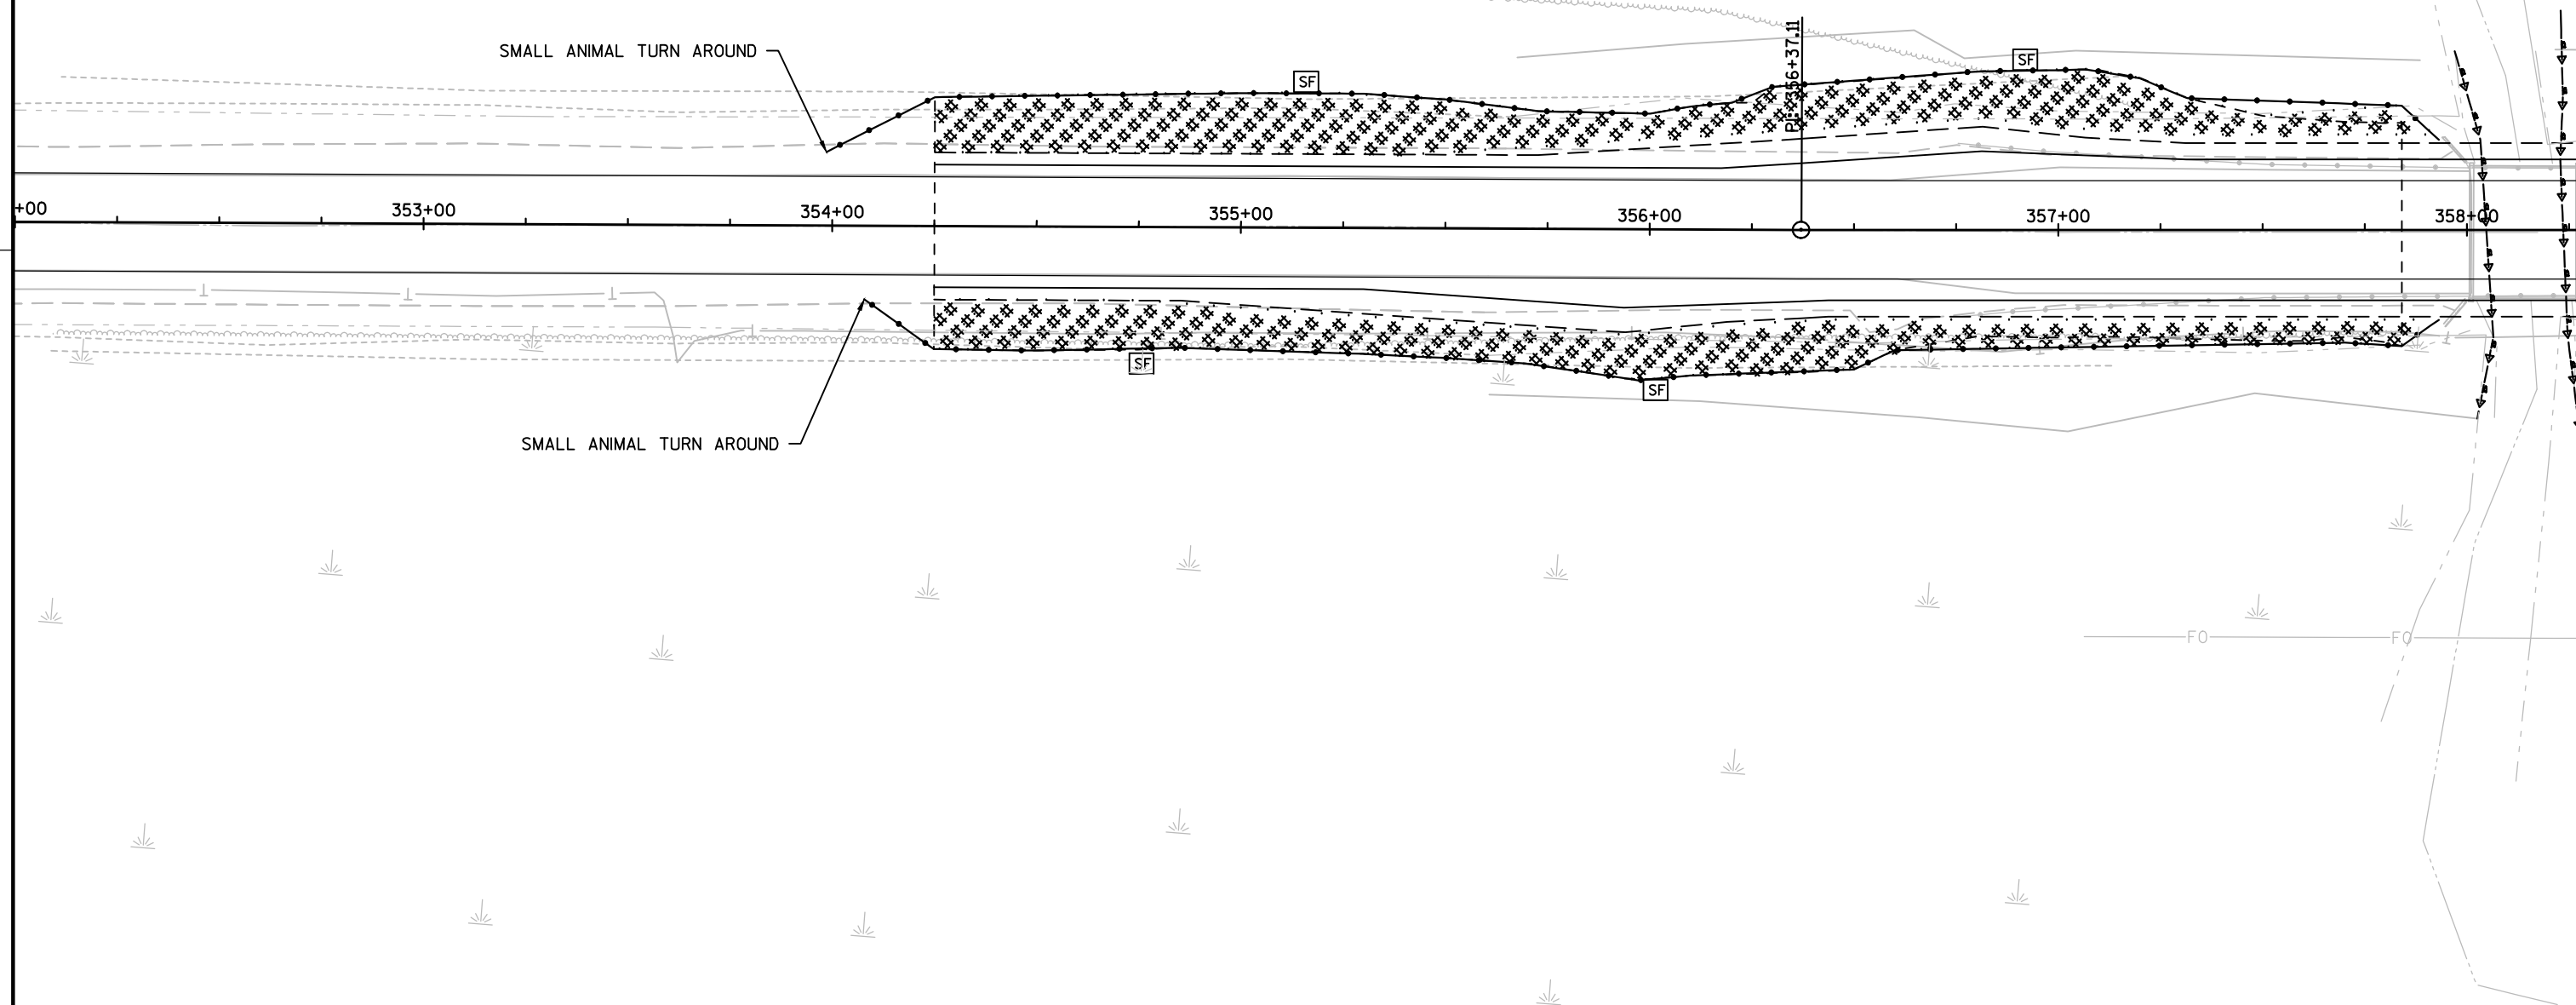 SMALL ANIMAL TURN AROUND
SF
SF
PI: 356+37.11
+00
353+00
354+00
355+00
356+00
357+00
358+00
SF
SF
SMALL ANIMAL TURN AROUND
FO
FO